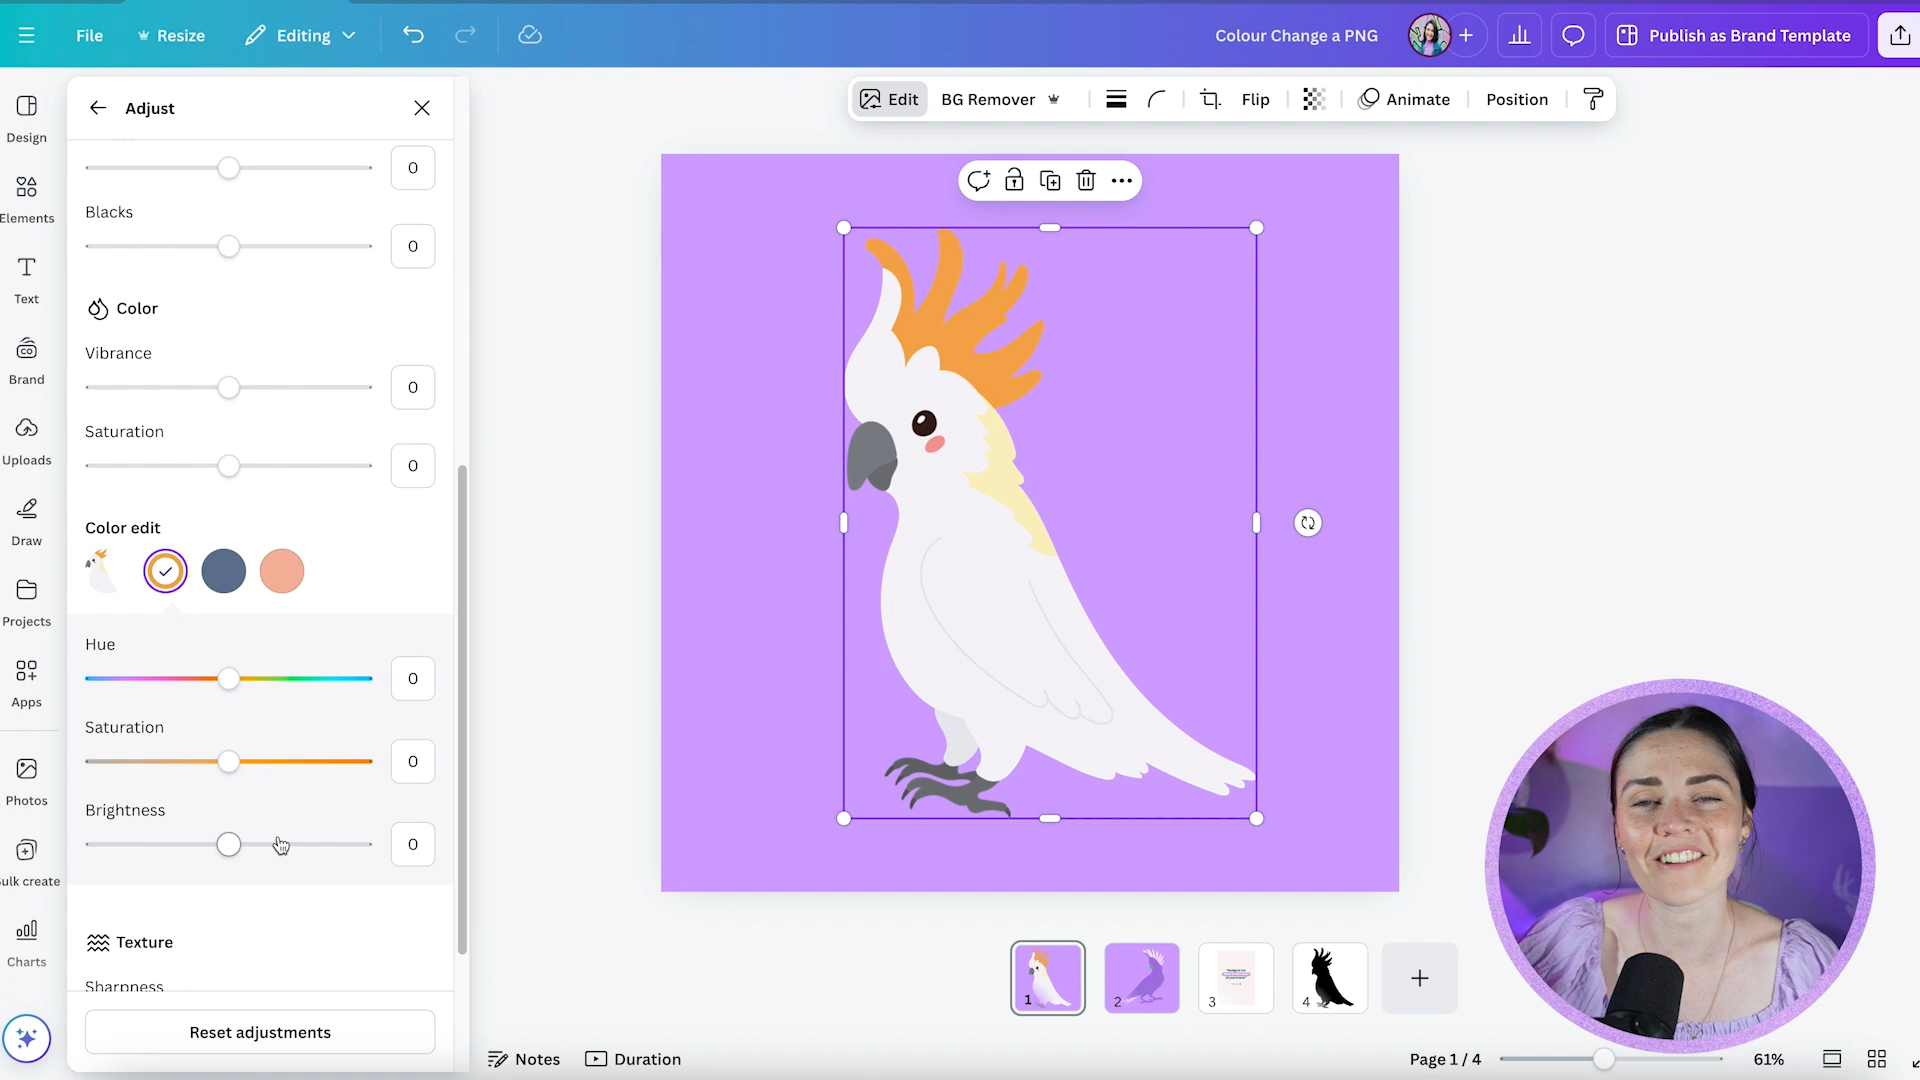 File
Resize
Editing
Colour Change a PNG
Publish as Brand Template
Design
Elements
Text
Brand
Uploads
Draw
Projects
Apps
Photos
ulk create
Charts
Adjust
0
Blacks
0
Color
Vibrance
0
Saturation
0
Color edit
Hue
0
Saturation
0
Brightness
0
Texture
Sharpness
Reset adjustments
Edit
BG Remover
Flip
Animate
Position
1
2
3
4
Notes
Duration
Page 1 / 4
61%